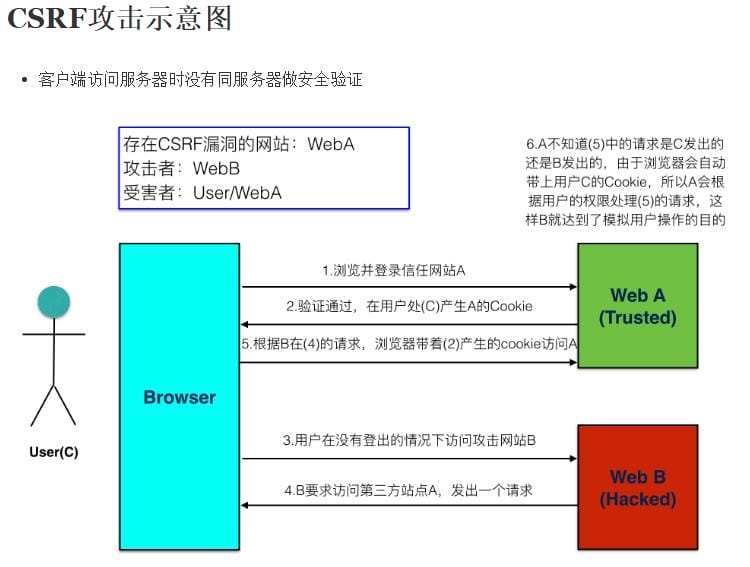 CSRF攻击示意图
客户端访问服务器时没有同服务器做安全验证
存在CSRF漏洞的网站：WebA
攻击者：WebB
受害者：User/WebA
6.A不知道(5)中的请求是C发出的
还是B发出的，由于浏览器会自动
带上用户C的Cookie，所以A会根
据用户的权限处理(5)的请求，这
样B就达到了模拟用户操作的目的
1.浏览并登录信任网站A
2.验证通过，在用户处(C)产生A的Cookie
5.根据B在(4)的请求，浏览器带着(2)产生的cookie访问A
Web A
(Trusted)
Browser
User(C)
3.用户在没有登出的情况下访问攻击网站B
4.B要求访问第三方站点A，发出一个请求
Web B
(Hacked)